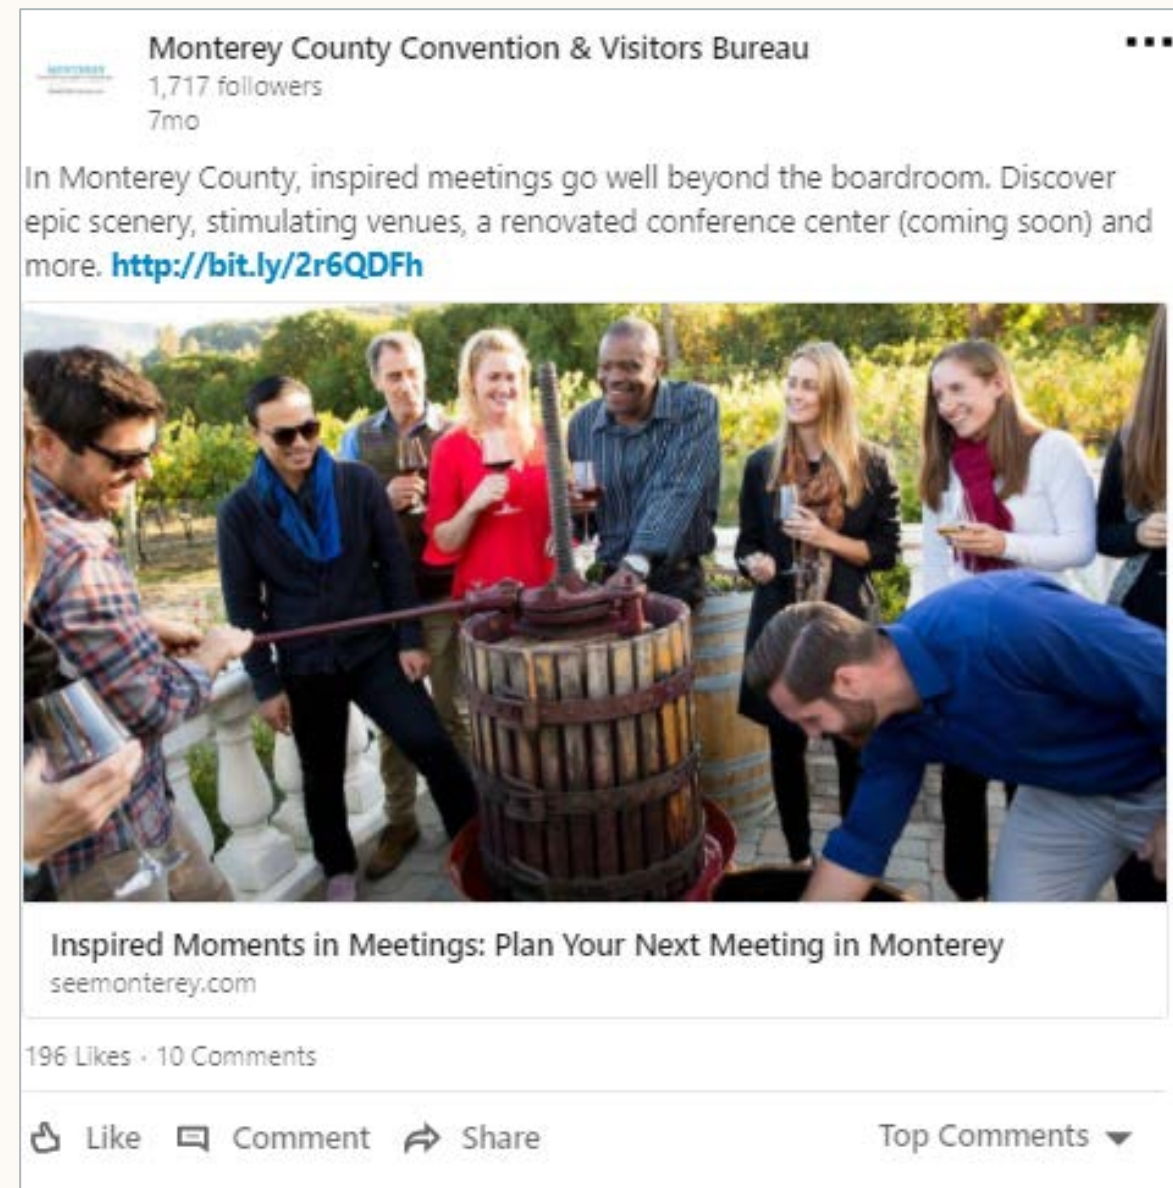 Monterey County Convention & Visitors Bureau
1,717 followers
7mo
In Monterey County, inspired meetings go well beyond the boardroom. Discover
epic scenery, stimulating venues, a renovated conference center (coming soon) and
more. http://bit.ly/2r6QDFh
Inspired Moments in Meetings: Plan Your Next Meeting in Monterey
seemonterey.com
196 Likes · 10 Comments
Like Comment Share Top Comments